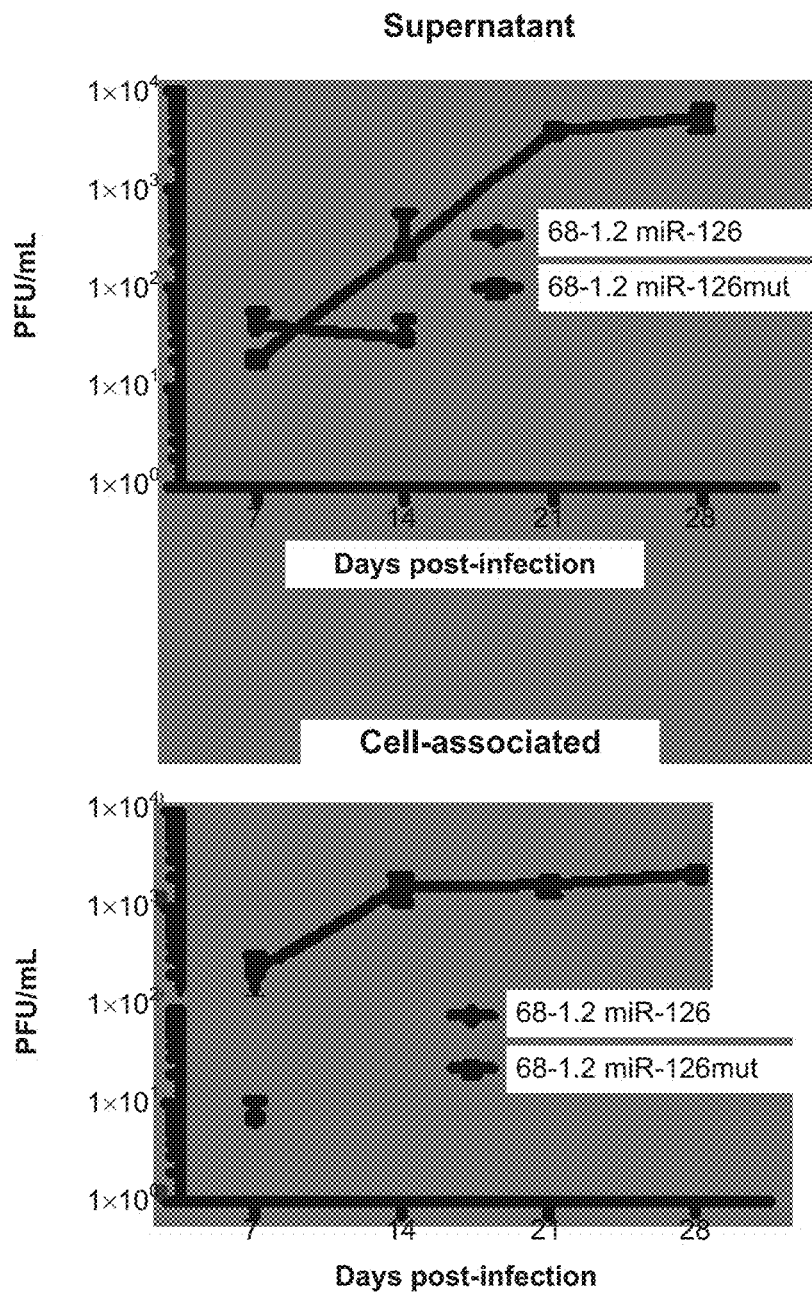 Supernatant
1×10⁴
1×10³
1×10²
1×10¹
1×10⁰
PFU/mL
68-1.2 miR-126
68-1.2 miR-126mut
7 14 21 28
Days post-infection
Cell-associated
1×10⁴
1×10³
1×10²
1×10¹
1×10⁰
PFU/mL
68-1.2 miR-126
68-1.2 miR-126mut
7 14 21 28
Days post-infection